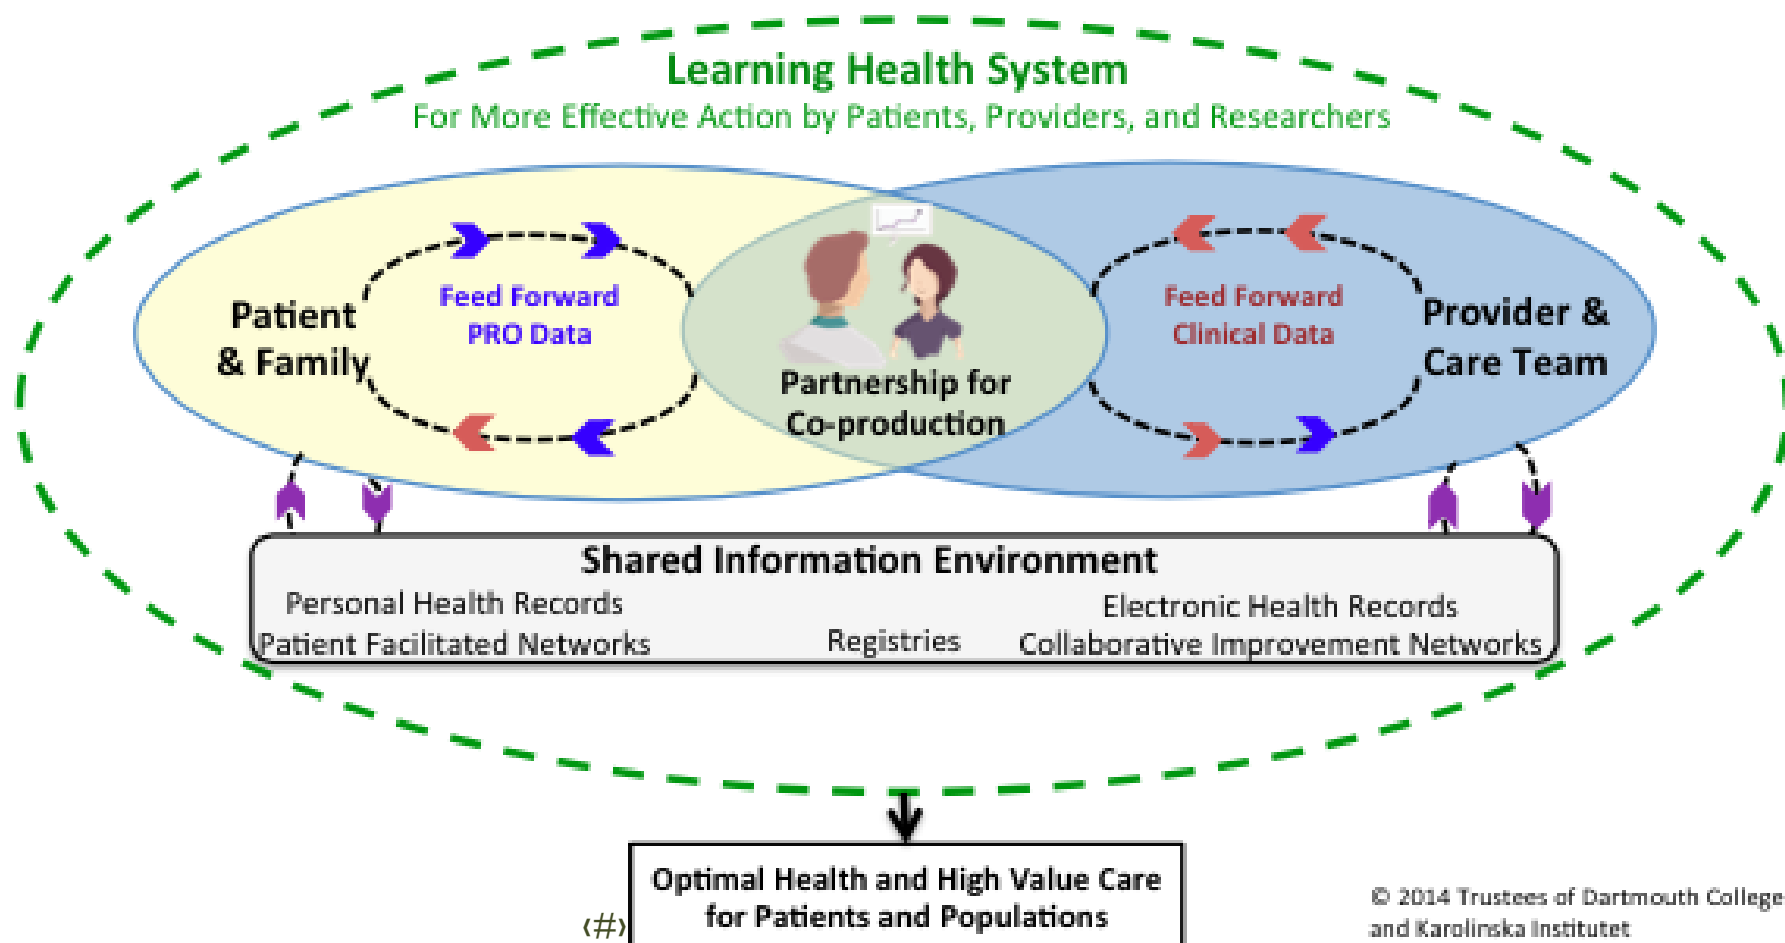 Learning Health System
For More Effective Action by Patients, Providers, and Researchers
Patient
& Family
Feed Forward
PRO Data
Partnership for
Co-production
Feed Forward
Clinical Data
Provider &
Care Team
Shared Information Environment
Personal Health Records
Patient Facilitated Networks
Registries
Electronic Health Records
Collaborative Improvement Networks
Optimal Health and High Value Care
for Patients and Populations
‹#›
© 2014 Trustees of Dartmouth College
and Karolinska Institutet